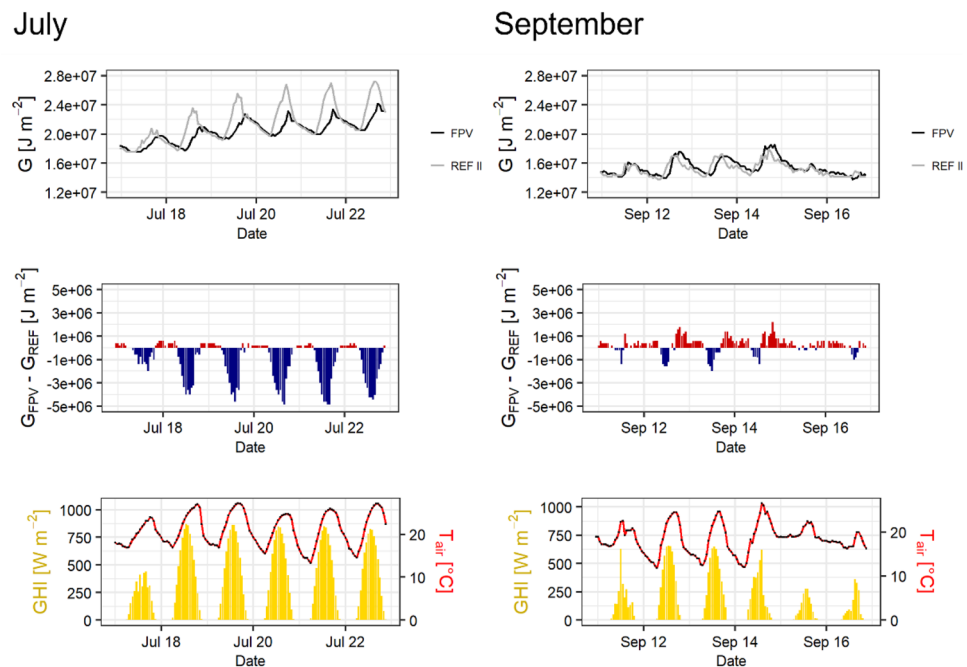 July
September
G [J m⁻²]
2.8e+07
2.4e+07
2.0e+07
1.6e+07
1.2e+07
Jul 18
Jul 20
Jul 22
Date
FPV
REF II
G [J m⁻²]
2.8e+07
2.4e+07
2.0e+07
1.6e+07
1.2e+07
Sep 12
Sep 14
Sep 16
Date
FPV
REF II
G_FPV - G_REF [J m⁻²]
5e+06
3e+06
1e+06
-1e+06
-3e+06
-5e+06
Jul 18
Jul 20
Jul 22
Date
G_FPV - G_REF [J m⁻²]
5e+06
3e+06
1e+06
-1e+06
-3e+06
-5e+06
Sep 12
Sep 14
Sep 16
Date
GHI [W m⁻²]
1000
750
500
250
0
Jul 18
Jul 20
Jul 22
Date
20
10
0
T_air [°C]
GHI [W m⁻²]
1000
750
500
250
0
Sep 12
Sep 14
Sep 16
Date
20
10
0
T_air [°C]